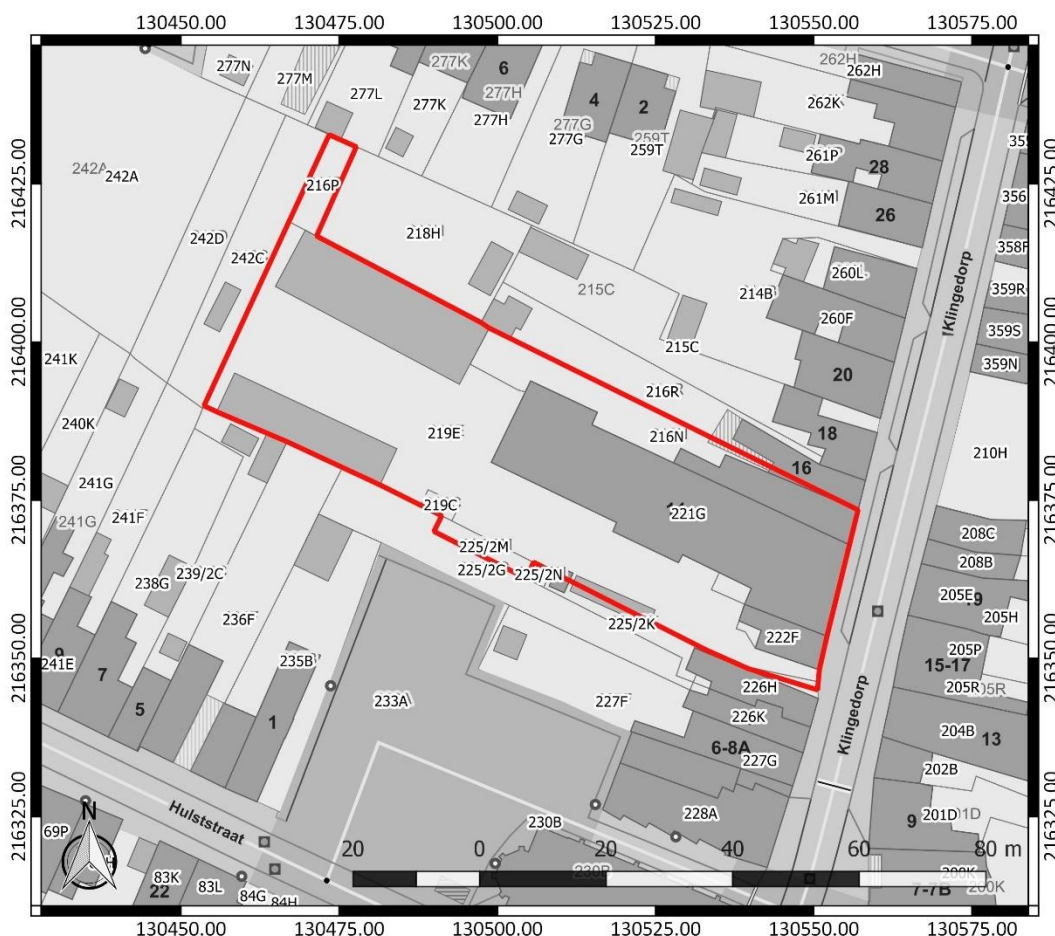 130450.00 130475.00 130500.00 130525.00 130550.00 130575.00
277N
277M
277L
277K
277K
6
277H
277H
4
277G
277G
2
259T
259T
262H
262H
262K
261P
28
355
356
242A
242A
216P
261M
26
216425.00
216425.00
242D
242C
218H
215C
214B
260L
358F
359R
Klingedorp
260F
359S
216400.00
216400.00
241K
215C
359N
20
240K
216R
219E
216N
18
210H
16
241G
241G
241F
219C
221G
216375.00
216375.00
225/2M
225/2G
225/2N
208C
208B
238G
239/2C
236F
225/2K
205E
19
205H
222F
216350.00
216350.00
9
241E
7
235B
205P
15-17
205R
205R
226H
5
1
233A
227F
226K
Klingedorp
204B
13
6-8A
227G
202B
216325.00
216325.00
N
69P
Hulststraat
230B
228A
9
201D
201D
20 0 20 40 60 80 m
230B
22
83K
83L
84G
84H
200K
7-7B
200K
130450.00 130475.00 130500.00 130525.00 130550.00 130575.00